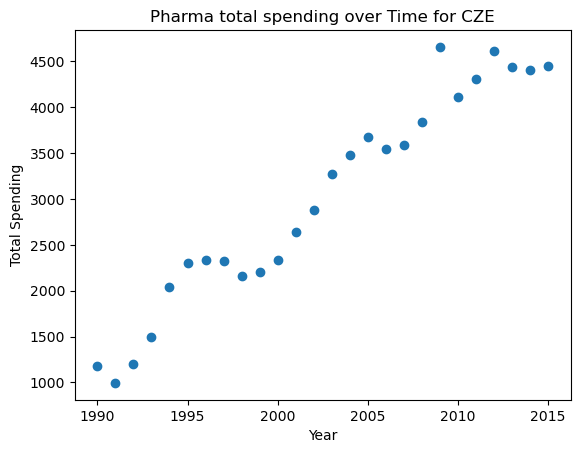 Pharma total spending over Time for CZE
4500
4000
3500
3000
2500
2000
1500
1000
Total Spending
1990 1995 2000 2005 2010 2015
Year